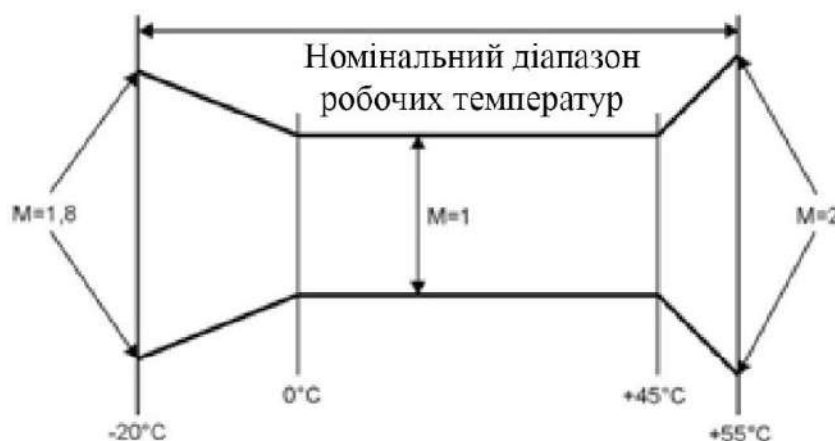 Номінальний діапазон
робочих температур
M=1,8
M=1
M=2
0°C
+45°C
-20°C
+55°C